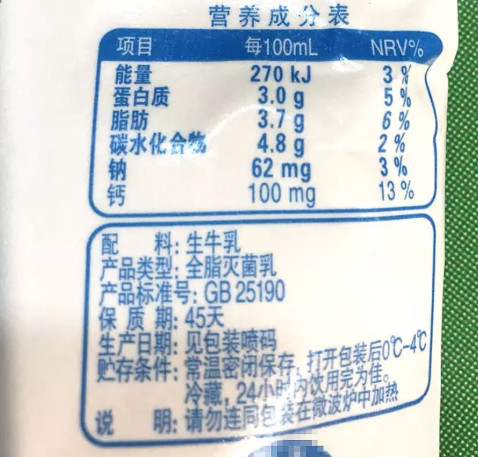 营养成分表
项目 每100mL NRV%
能量 270 kJ 3 %
蛋白质 3.0 g 5 %
脂肪 3.7 g 6 %
碳水化合物 4.8 g 2 %
钠 62 mg 3 %
钙 100 mg 13 %
配 料: 生牛乳
产品类型: 全脂灭菌乳
产品标准号: GB 25190
保 质 期: 45天
生产日期: 见包装喷码
贮存条件: 常温密闭保存, 打开包装后0℃-4℃
冷藏, 24小时内饮用完为佳。
说 明: 请勿连同包装在微波炉中加热